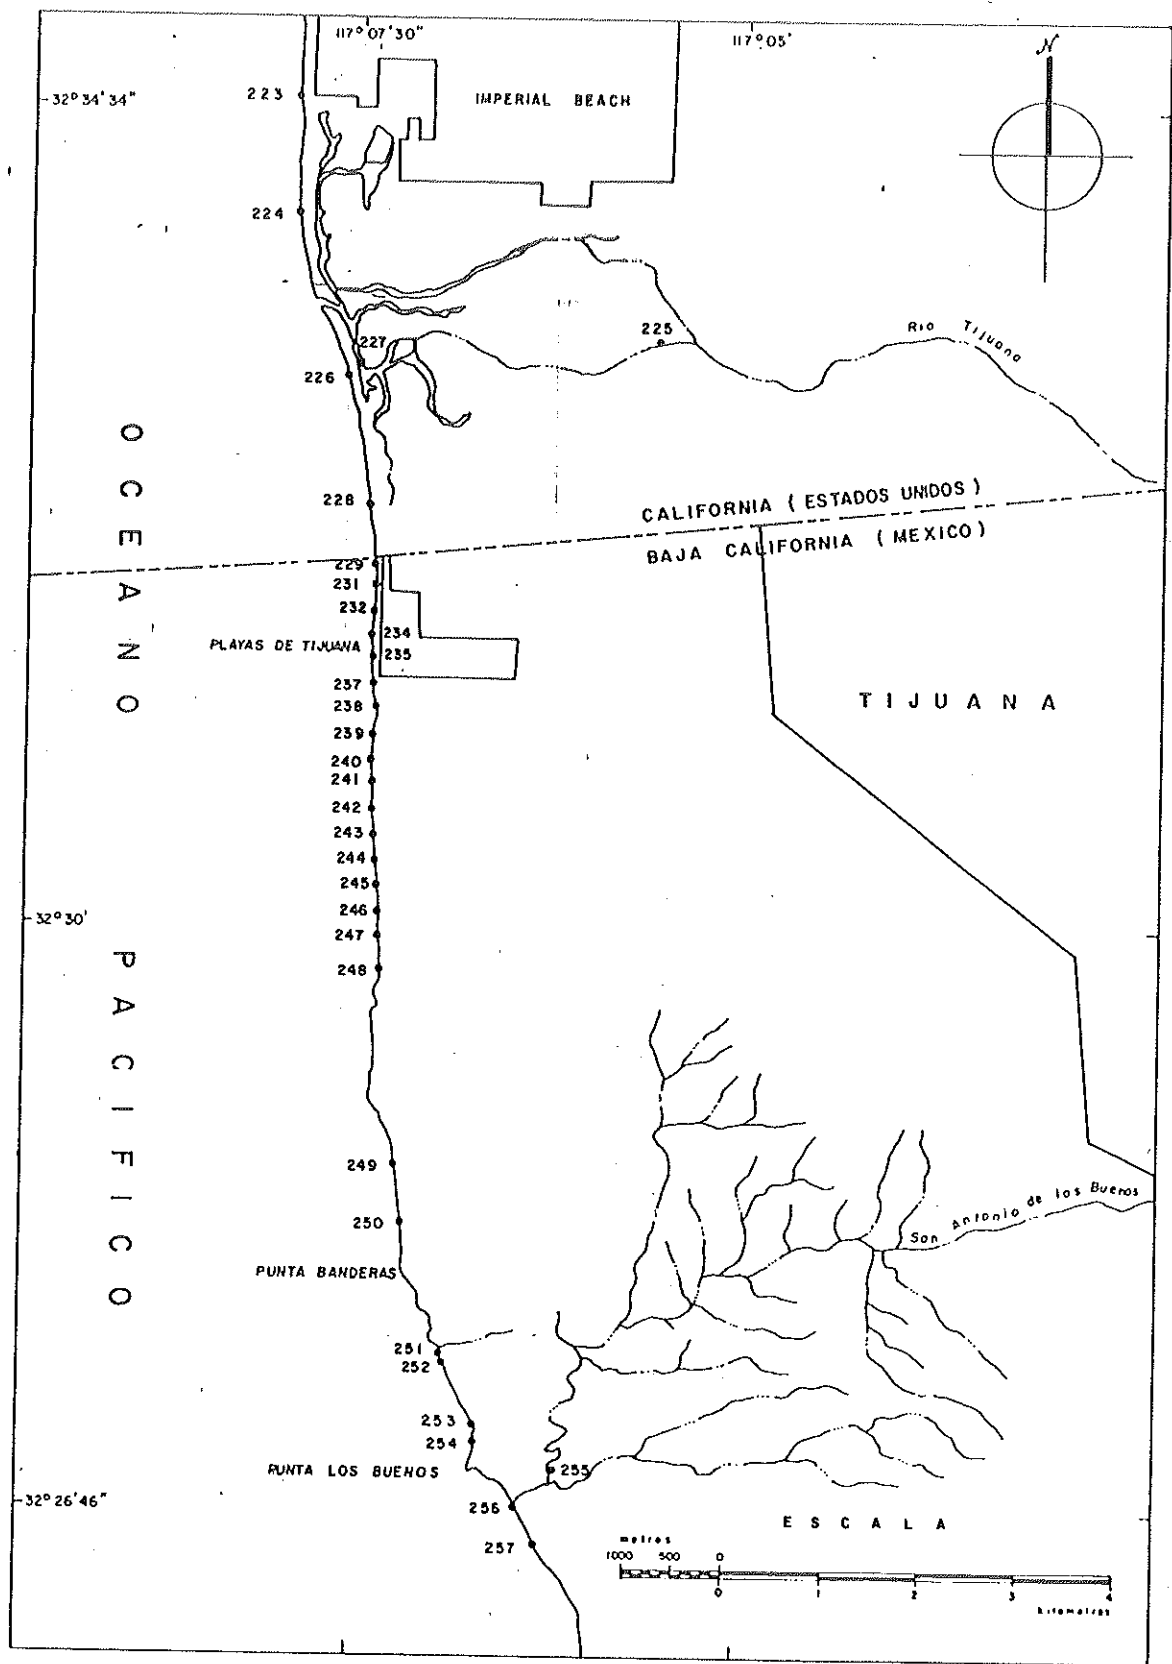 117° 07' 30"
117° 05'
N
32° 34' 34"
223
IMPERIAL BEACH
224
225
Rio Tijuana
227
226
228
CALIFORNIA ( ESTADOS UNIDOS )
BAJA CALIFORNIA ( MEXICO )
229
231
232
234
PLAYAS DE TIJUANA
235
237
238
TIJUANA
239
240
241
242
243
244
245
32° 30'
246
247
248
OCEANO PACIFICO
249
250
San Antonio de los Buenos
PUNTA BANDERAS
251
252
253
254
PUNTA LOS BUENOS
255
32° 26' 46"
256
257
ESCALA
metros
1000 500 0
0 1 2 3 4
kilometros